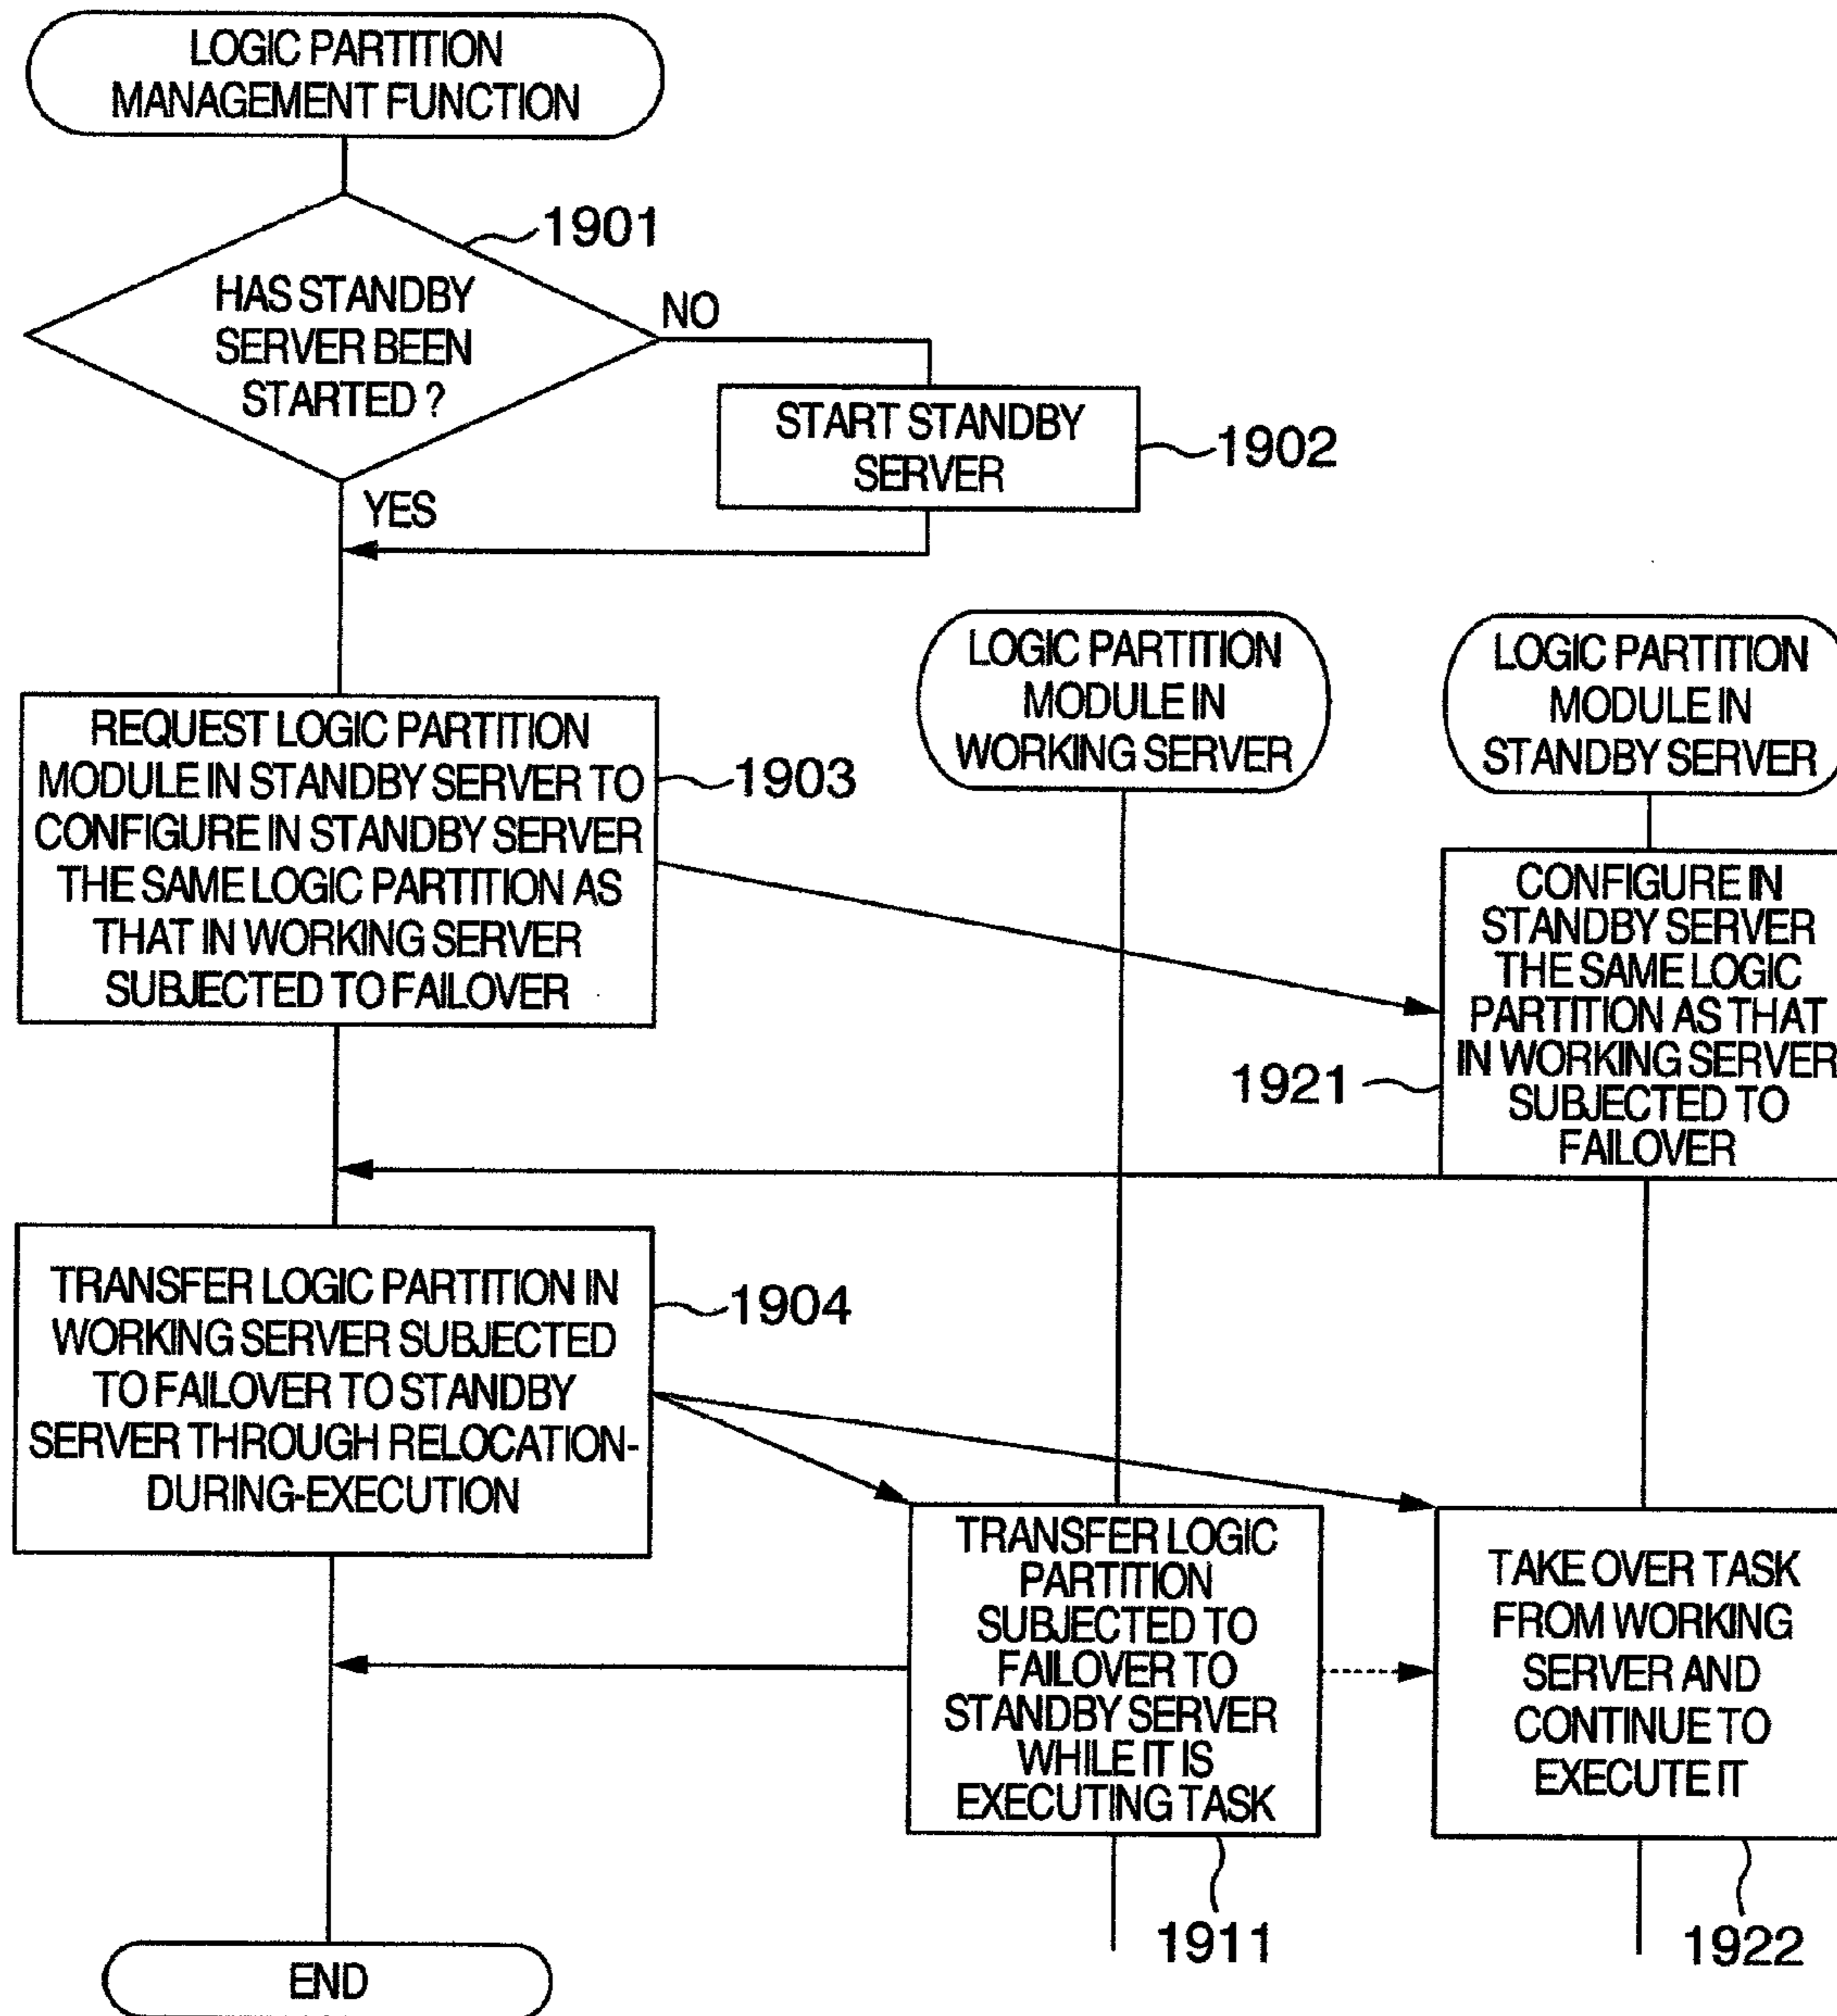 LOGIC PARTITION
MANAGEMENT FUNCTION
1901
HAS STANDBY
SERVER BEEN
STARTED ?
NO
START STANDBY
SERVER
1902
YES
LOGIC PARTITION
MODULE IN
WORKING SERVER
LOGIC PARTITION
MODULE IN
STANDBY SERVER
REQUEST LOGIC PARTITION
MODULE IN STANDBY SERVER TO
CONFIGURE IN STANDBY SERVER
THE SAME LOGIC PARTITION AS
THAT IN WORKING SERVER
SUBJECTED TO FAILOVER
1903
CONFIGURE IN
STANDBY SERVER
THE SAME LOGIC
PARTITION AS THAT
IN WORKING SERVER
SUBJECTED TO
FAILOVER
1921
TRANSFER LOGIC PARTITION IN
WORKING SERVER SUBJECTED
TO FAILOVER TO STANDBY
SERVER THROUGH RELOCATION-
DURING-EXECUTION
1904
TRANSFER LOGIC
PARTITION
SUBJECTED TO
FAILOVER TO
STANDBY SERVER
WHILE IT IS
EXECUTING TASK
1911
TAKE OVER TASK
FROM WORKING
SERVER AND
CONTINUE TO
EXECUTE IT
1922
END